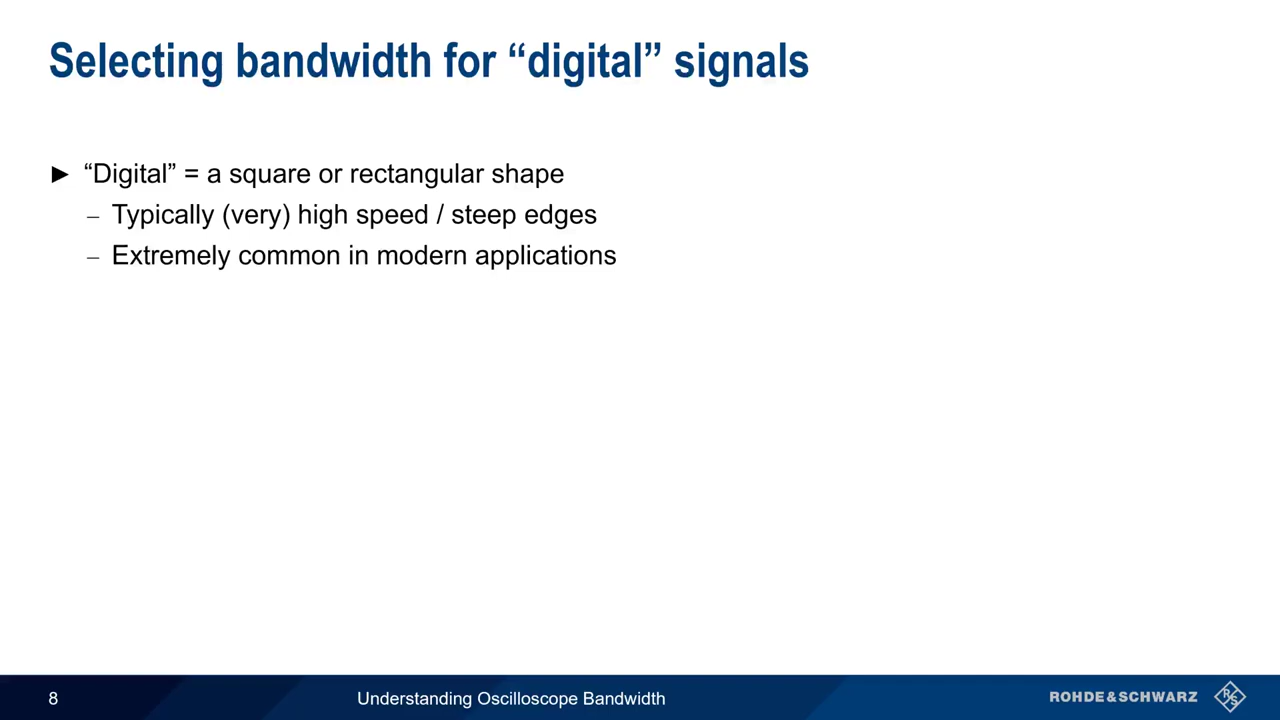 Selecting bandwidth for “digital” signals
► “Digital” = a square or rectangular shape
– Typically (very) high speed / steep edges
– Extremely common in modern applications
8
Understanding Oscilloscope Bandwidth
ROHDE&SCHWARZ
R S